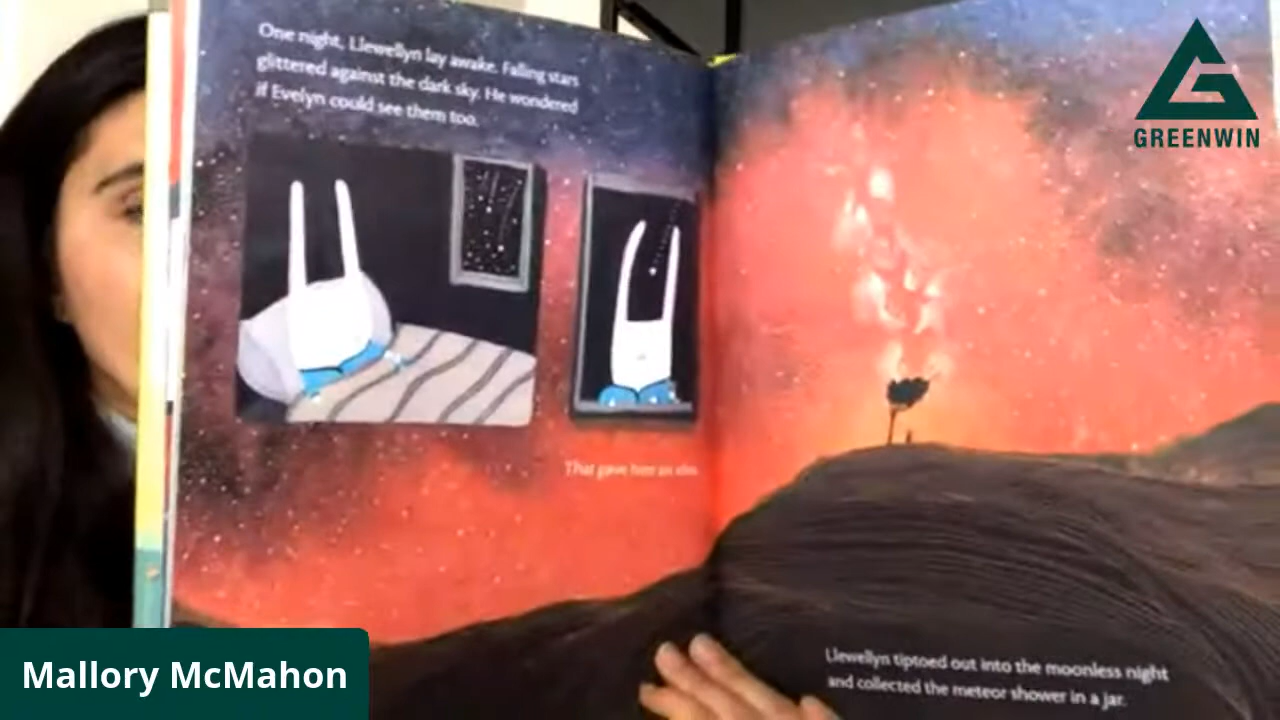 One night, Llewellyn lay awake. Falling stars
glittered against the dark sky. He wondered
if Evelyn could see them too.
That gave him an idea.
Llewellyn tiptoed out into the moonless night
and collected the meteor shower in a jar.
GREENWIN
Mallory McMahon